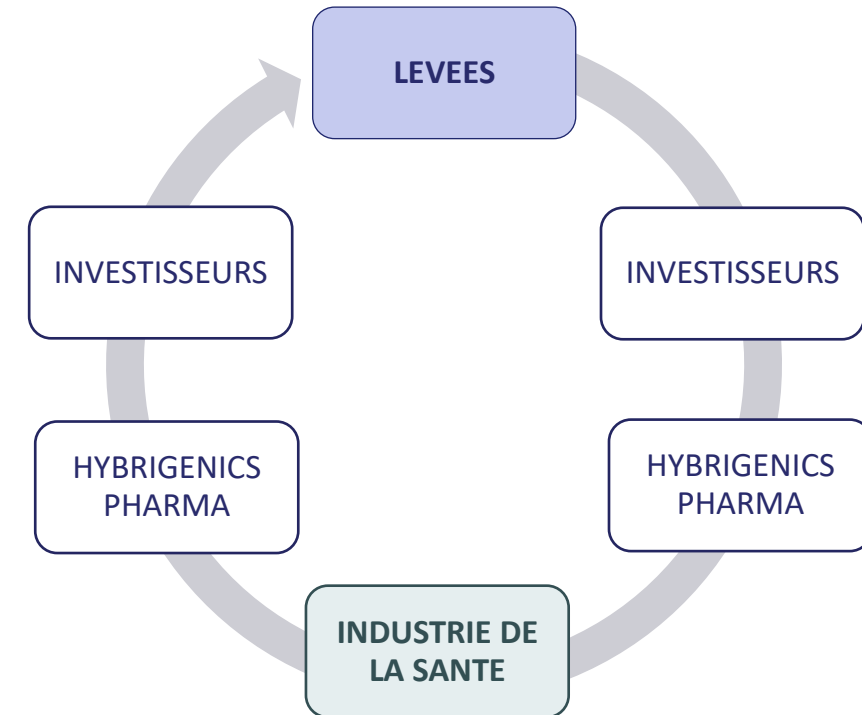 LEVEES
INVESTISSEURS
INVESTISSEURS
HYBRIGENICS
PHARMA
HYBRIGENICS
PHARMA
INDUSTRIE DE
LA SANTE